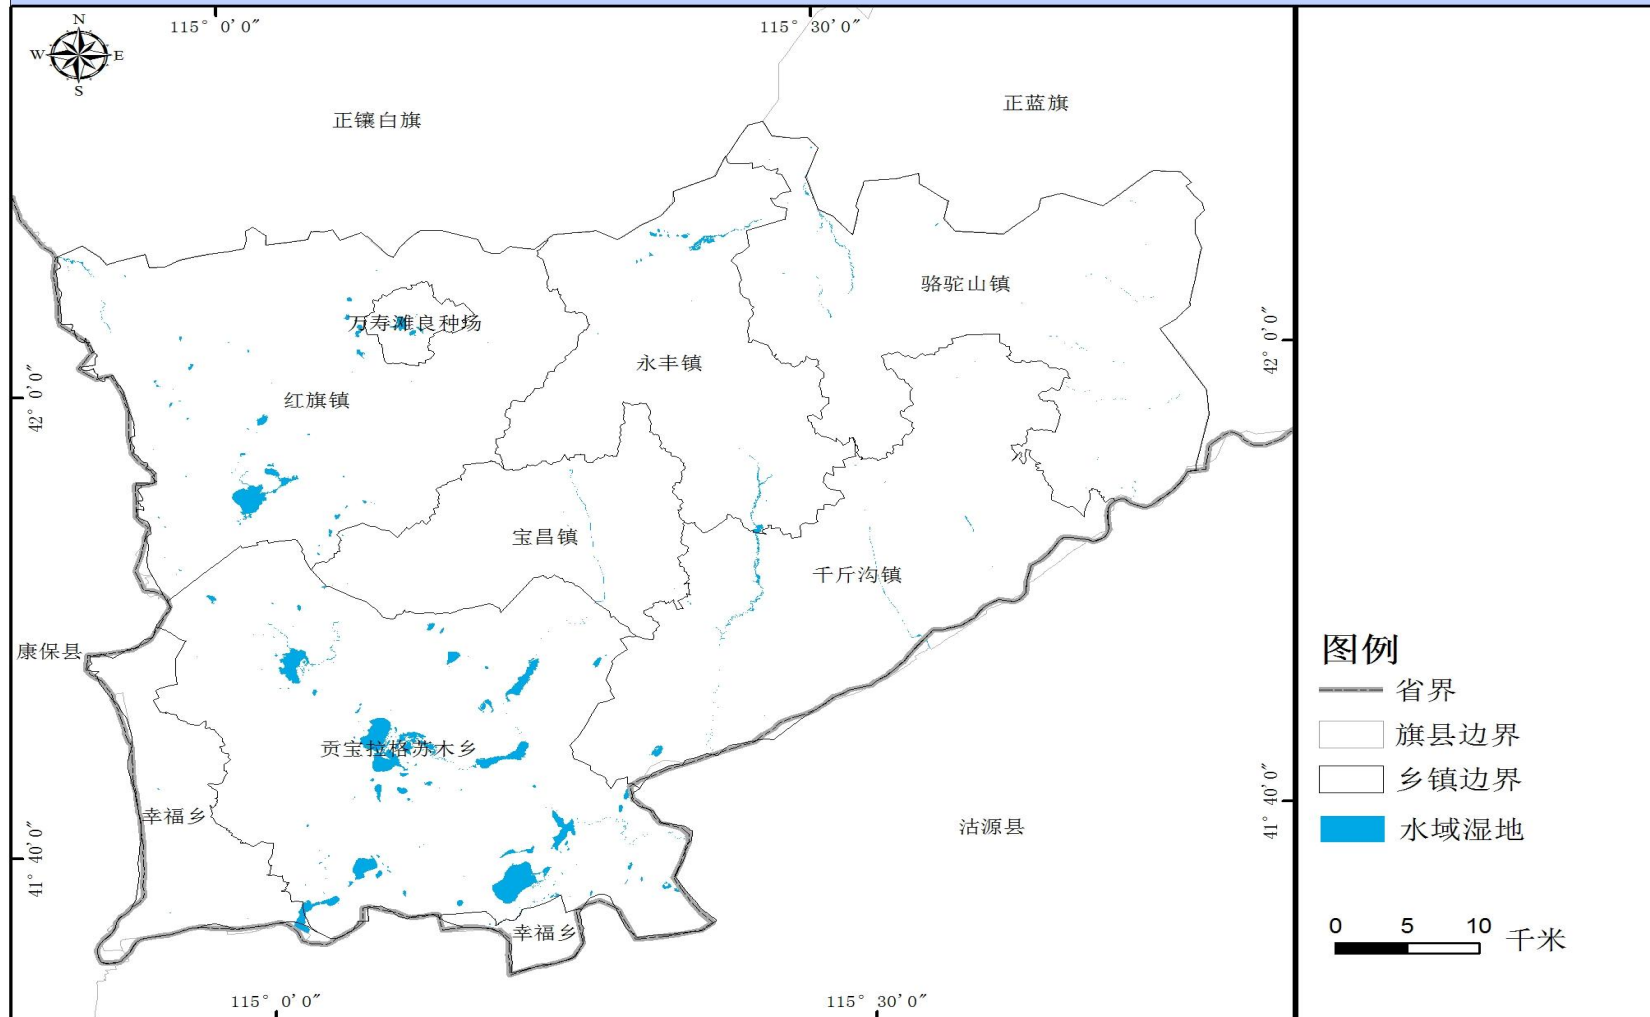 115° 0'0″
115° 30'0″
N
W
E
S
正镶白旗
正蓝旗
骆驼山镇
万寿滩良种场
永丰镇
红旗镇
42° 0'0″
42° 0'0″
宝昌镇
千斤沟镇
康保县
贡宝拉格苏木乡
幸福乡
沽源县
41° 40'0″
41° 40'0″
幸福乡
115° 0'0″
115° 30'0″
图例
省界
旗县边界
乡镇边界
水域湿地
0 5 10 千米